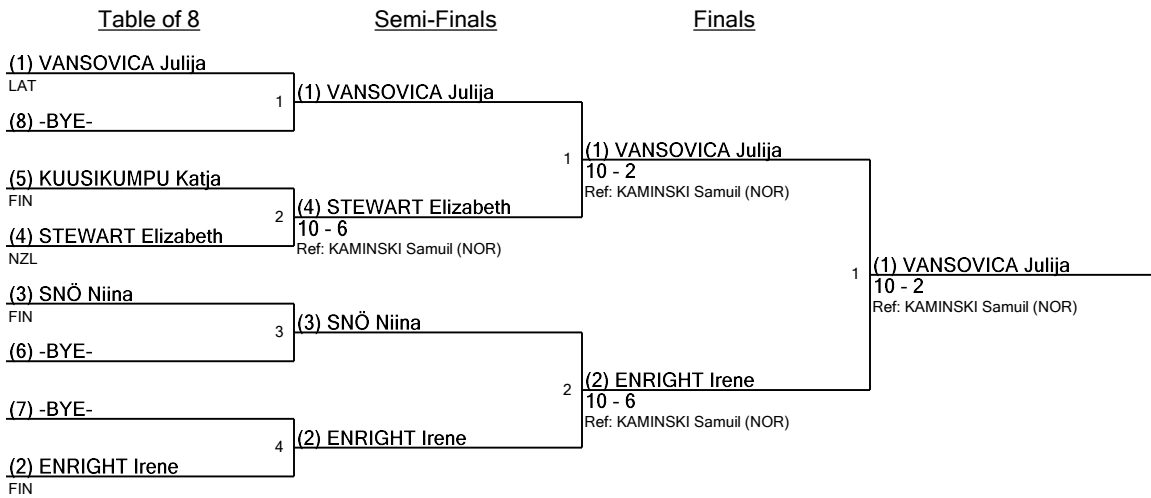 Table of 8
Semi-Finals
Finals
(1) VANSOVICA Julija
LAT
1
(8) -BYE-
(5) KUUSIKUMPU Katja
FIN
2
(4) STEWART Elizabeth
NZL
(3) SNÖ Niina
FIN
3
(6) -BYE-
(7) -BYE-
4
(2) ENRIGHT Irene
FIN
(1) VANSOVICA Julija
1
(4) STEWART Elizabeth
10 - 6
Ref: KAMINSKI Samuil (NOR)
(3) SNÖ Niina
2
(2) ENRIGHT Irene
(1) VANSOVICA Julija
10 - 2
Ref: KAMINSKI Samuil (NOR)
1
(2) ENRIGHT Irene
10 - 6
Ref: KAMINSKI Samuil (NOR)
(1) VANSOVICA Julija
10 - 2
Ref: KAMINSKI Samuil (NOR)